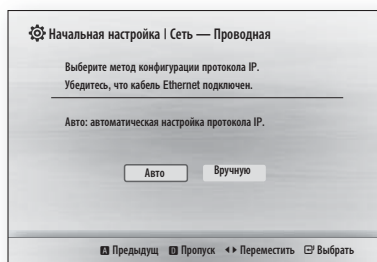 Начальная настройка | Сеть — Проводная
Выберите метод конфигурации протокола IP.
Убедитесь, что кабель Ethernet подключен.
Авто: автоматическая настройка протокола IP.
Авто Вручную
A Предыдущ D Пропуск Переместить Выбрать